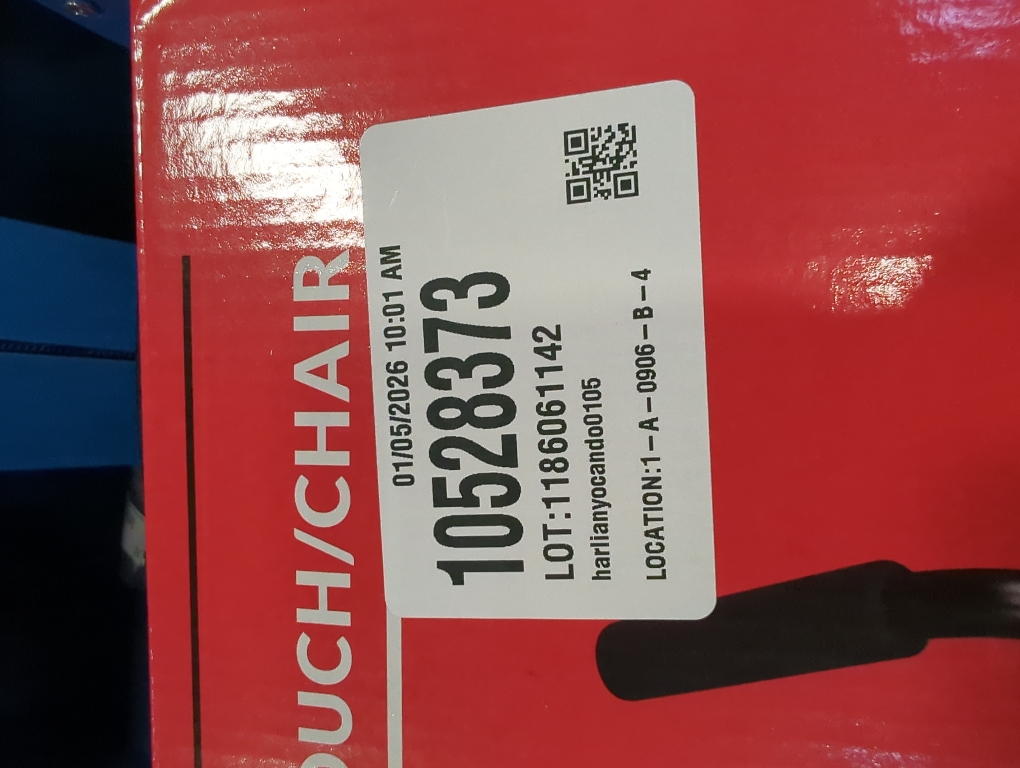 OUCH/CHAIR
01/05/2026 10:01 AM
10528373
LOT:1186061142
harlianyocando0105
LOCATION:1-A-0906-B-4